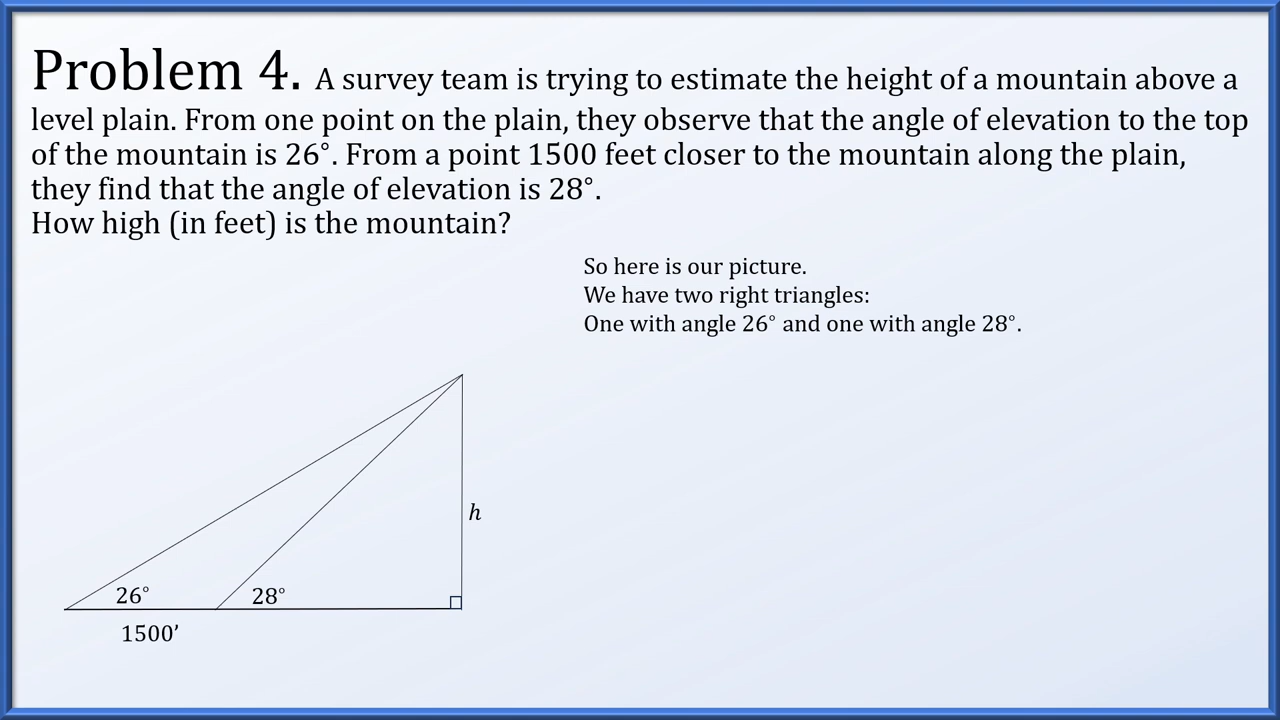 Problem 4. A survey team is trying to estimate the height of a mountain above a
level plain. From one point on the plain, they observe that the angle of elevation to the top
of the mountain is 26°. From a point 1500 feet closer to the mountain along the plain,
they find that the angle of elevation is 28°.
How high (in feet) is the mountain?
So here is our picture.
We have two right triangles:
One with angle 26° and one with angle 28°.
h
26°
28°
1500’